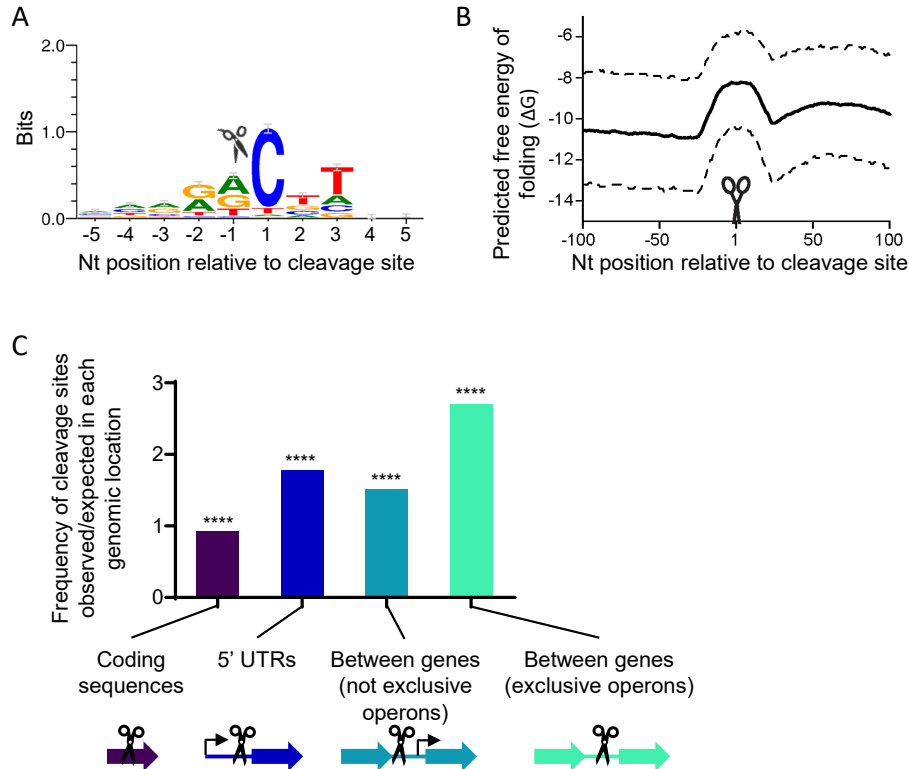 A
2.0
1.0
0.0
Bits
-5 -4 -3 -2 -1 1 2 3 4 5
Nt position relative to cleavage site
B
Predicted free energy of
folding (ΔG)
-6
-8
-10
-12
-14
-100 -50 1 50 100
Nt position relative to cleavage site
C
Frequency of cleavage sites
observed/expected in each
genomic location
3
2
1
0
****
****
****
****
Coding
sequences
5' UTRs
Between genes
(not exclusive
operons)
Between genes
(exclusive operons)